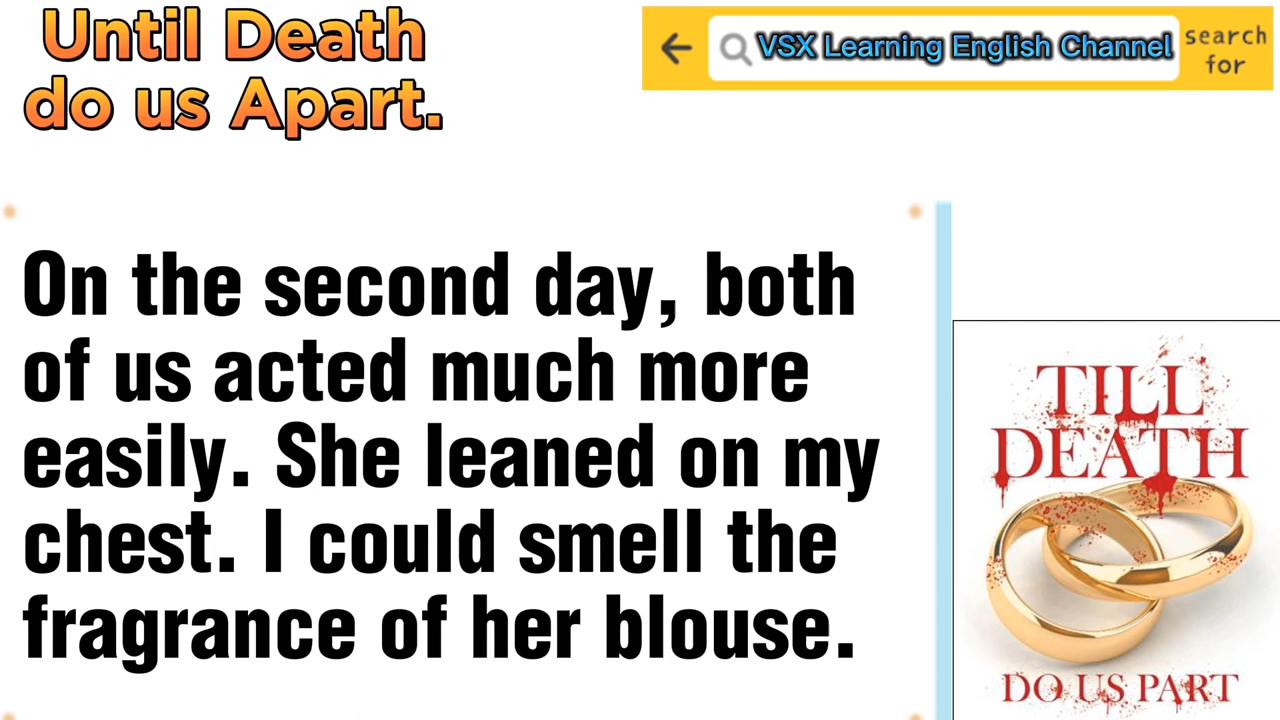 Until Death
do us Apart.
VSX Learning English Channel
search
for
On the second day, both
of us acted much more
easily. She leaned on my
chest. I could smell the
fragrance of her blouse.
TILL
DEATH
DO US PART